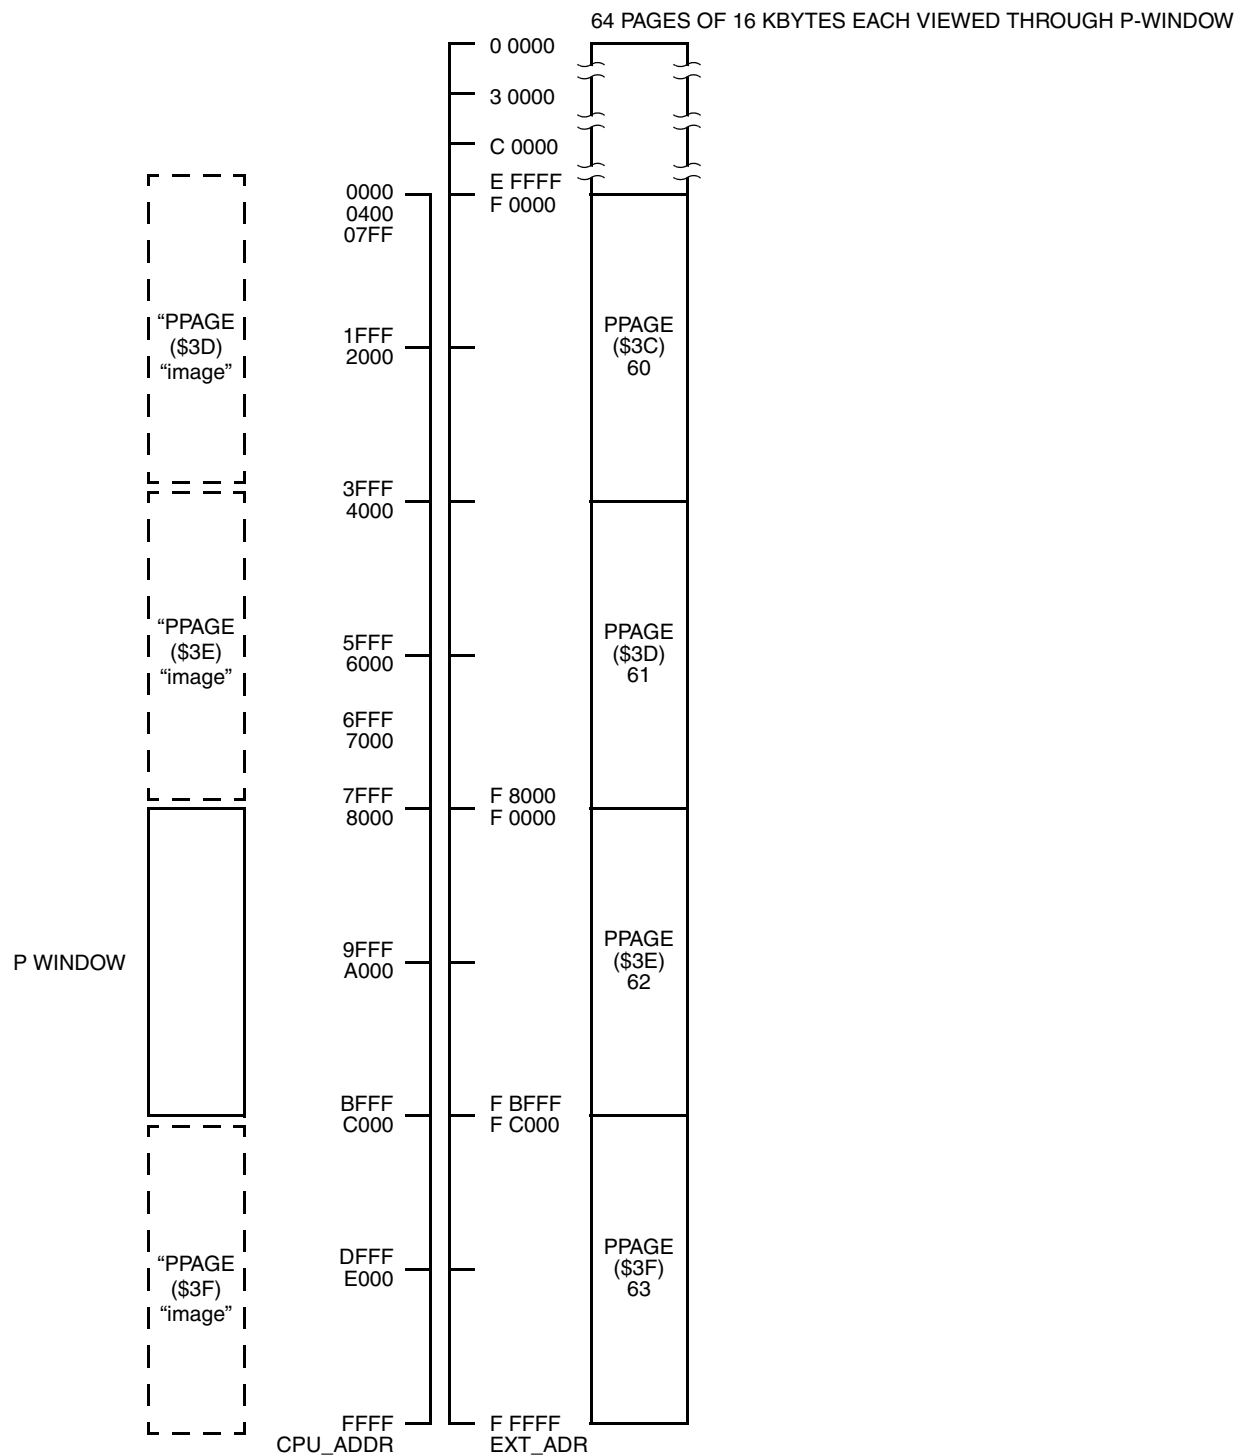 64 PAGES OF 16 KBYTES EACH VIEWED THROUGH P-WINDOW
0 0000
3 0000
C 0000
E FFFF
F 0000
0000
0400
07FF
“PPAGE
($3D)
“image”
1FFF
2000
PPAGE
($3C)
60
3FFF
4000
“PPAGE
($3E)
“image”
5FFF
6000
6FFF
7000
PPAGE
($3D)
61
7FFF
8000
F 8000
F 0000
P WINDOW
9FFF
A000
PPAGE
($3E)
62
BFFF
C000
F BFFF
F C000
“PPAGE
($3F)
“image”
DFFF
E000
PPAGE
($3F)
63
FFFF
CPU_ADDR
F FFFF
EXT_ADR